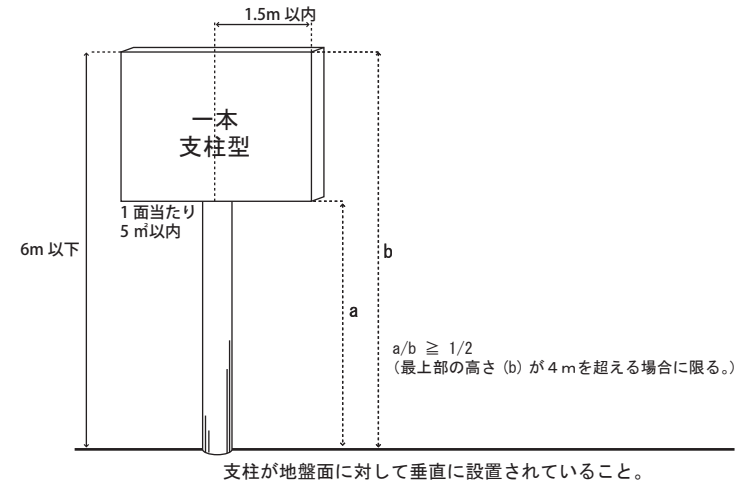 1.5m 以内
一本
支柱型
1 面当たり
5 ㎡以内
6m 以下
b
a
a/b ≧ 1/2
(最上部の高さ (b) が４ｍを超える場合に限る。)
支柱が地盤面に対して垂直に設置されていること。